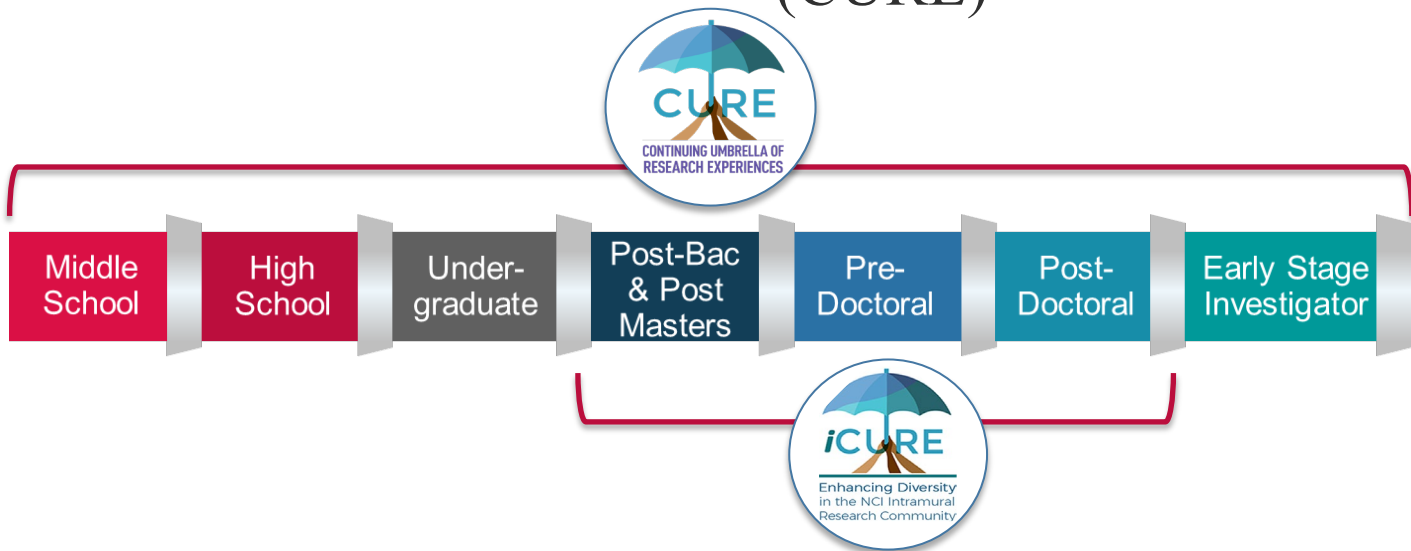 (CURE)
CURE
CONTINUING UMBRELLA OF
RESEARCH EXPERIENCES
Middle
School
High
School
Under-
graduate
Post-Bac
& Post
Masters
Pre-
Doctoral
Post-
Doctoral
Early Stage
Investigator
iCURE
Enhancing Diversity
in the NCI Intramural
Research Community